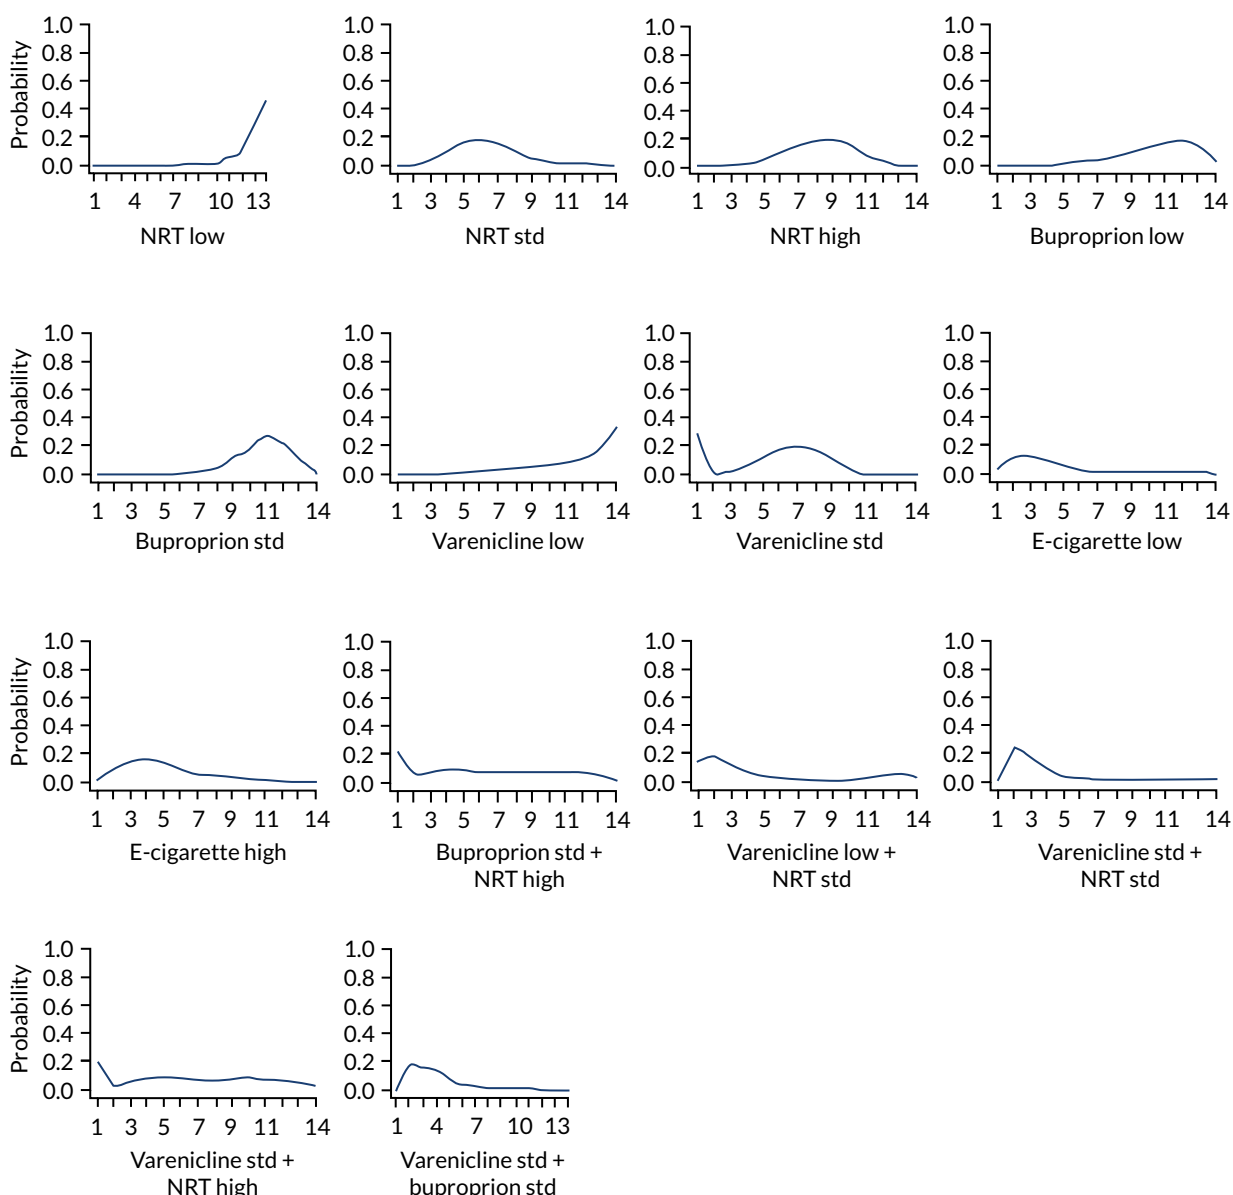 1.0 1.0 1.0 1.0
0.8 0.8 0.8 0.8
0.6 0.6 0.6 0.6
0.4 0.4 0.4 0.4
0.2 0.2 0.2 0.2
0.0 0.0 0.0 0.0
Probability
1 4 7 10 13 1 3 5 7 9 11 14 1 3 5 7 9 11 14 1 3 5 7 9 11 14
NRT low NRT std NRT high Buproprion low
1.0 1.0 1.0 1.0
0.8 0.8 0.8 0.8
0.6 0.6 0.6 0.6
0.4 0.4 0.4 0.4
0.2 0.2 0.2 0.2
0.0 0.0 0.0 0.0
Probability
1 3 5 7 9 11 14 1 3 5 7 9 11 14 1 3 5 7 9 11 14 1 3 5 7 9 11 14
Buproprion std Varenicline low Varenicline std E-cigarette low
1.0 1.0 1.0 1.0
0.8 0.8 0.8 0.8
0.6 0.6 0.6 0.6
0.4 0.4 0.4 0.4
0.2 0.2 0.2 0.2
0.0 0.0 0.0 0.0
Probability
1 3 5 7 9 11 14 1 3 5 7 9 11 14 1 3 5 7 9 11 14 1 3 5 7 9 11 14
E-cigarette high Buproprion std + Varenicline low + Varenicline std +
NRT high NRT std NRT std
1.0 1.0
0.8 0.8
0.6 0.6
0.4 0.4
0.2 0.2
0.0 0.0
Probability
1 3 5 7 9 11 14 1 4 7 10 13
Varenicline std + Varenicline std +
NRT high buproprion std